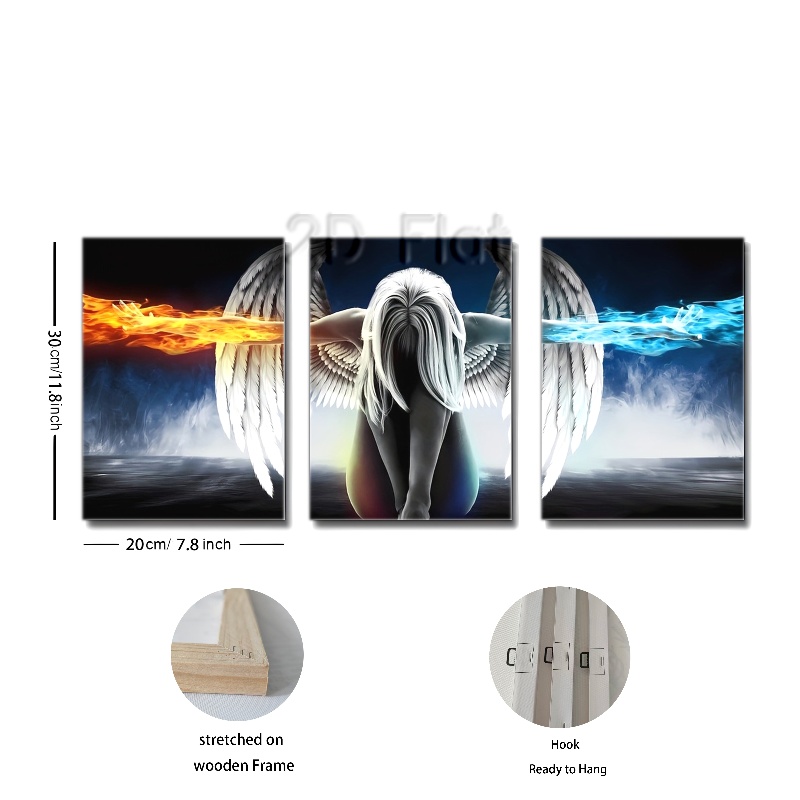 2D Flat
30cm/11.8inch
20cm/ 7.8 inch
stretched on
wooden Frame
Hook
Ready to Hang